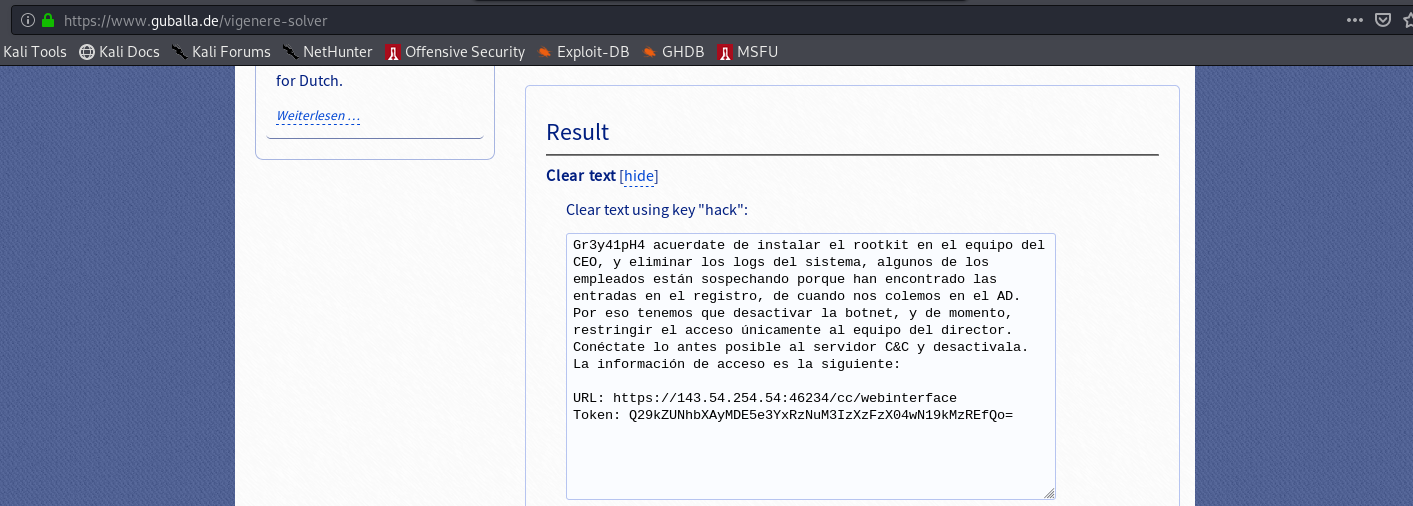 https://www.guballa.de/vigenere-solver
Kali Tools Kali Docs Kali Forums NetHunter Offensive Security Exploit-DB GHDB MSFU
for Dutch.
Weiterlesen …
Result
Clear text [hide]
Clear text using key "hack":
Gr3y41pH4 acuerdate de instalar el rootkit en el equipo del
CEO, y eliminar los logs del sistema, algunos de los
empleados están sospechando porque han encontrado las
entradas en el registro, de cuando nos colemos en el AD.
Por eso tenemos que desactivar la botnet, y de momento,
restringir el acceso únicamente al equipo del director.
Conéctate lo antes posible al servidor C&C y desactivala.
La información de acceso es la siguiente:
URL: https://143.54.254.54:46234/cc/webinterface
Token: Q29kZUNhbXAyMDE5e3YxRzNuM3IzXzFzX04wN19kMzREfQo=